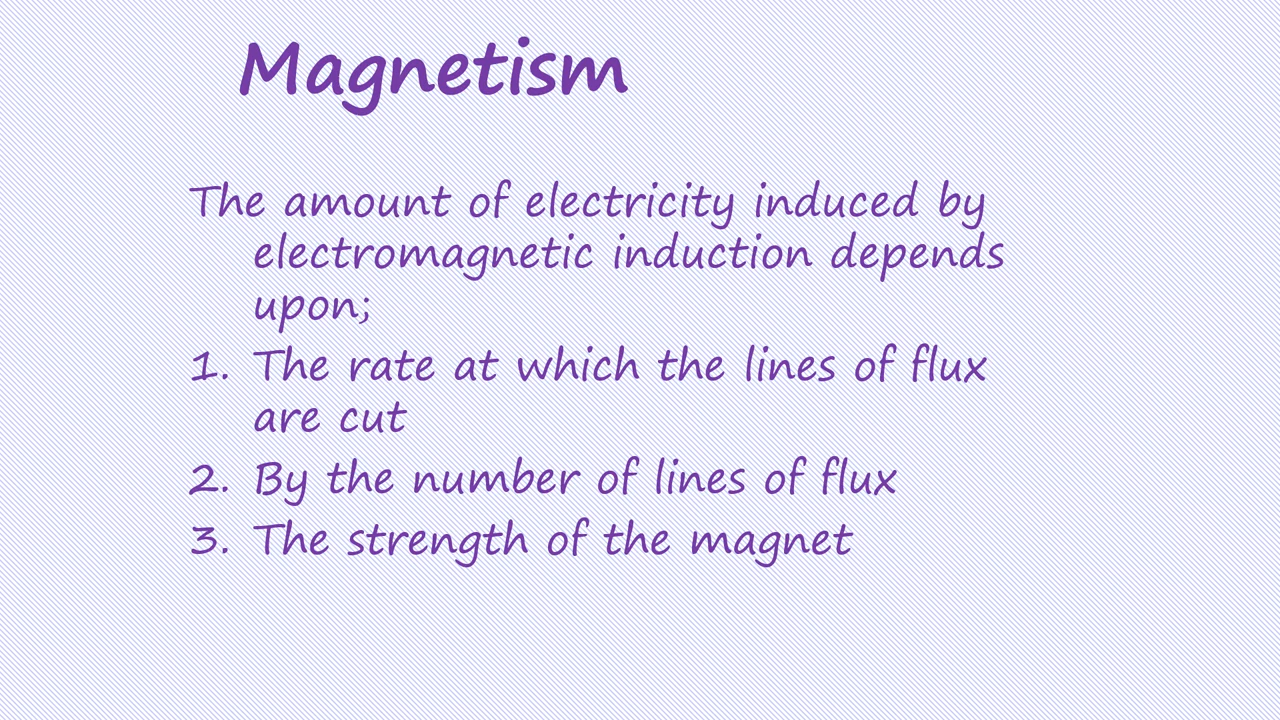 Magnetism
The amount of electricity induced by
electromagnetic induction depends
upon;
1. The rate at which the lines of flux
are cut
2. By the number of lines of flux
3. The strength of the magnet